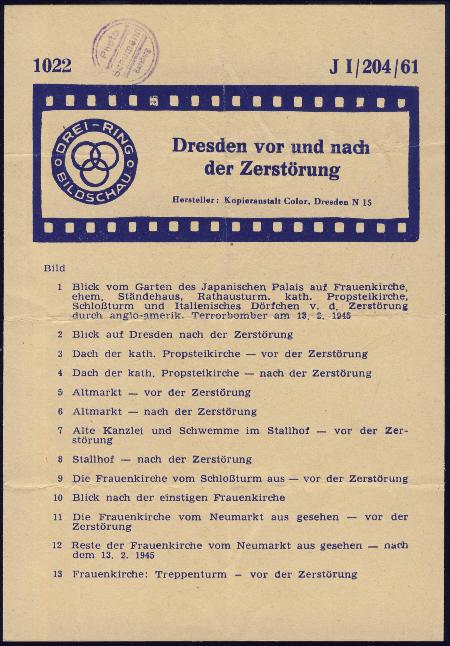 Photo
1022
J I/204/61
DREI-RING
BILDSCHAU
Dresden vor und nach
der Zerstörung
Hersteller: Kopieranstalt Color, Dresden N 15
Bild
1 Blick vom Garten des Japanischen Palais auf Frauenkirche,
ehem. Ständehaus, Rathausturm. kath. Propsteikirche,
Schloßturm und Italienisches Dörfchen v. d. Zerstörung
durch anglo-amerik. Terrorbomber am 13. 2. 1945
2 Blick auf Dresden nach der Zerstörung
3 Dach der kath. Propsteikirche — vor der Zerstörung
4 Dach der kath. Propsteikirche — nach der Zerstörung
5 Altmarkt — vor der Zerstörung
6 Altmarkt — nach der Zerstörung
7 Alte Kanzlei und Schwemme im Stallhof — vor der Zer-
störung
8 Stallhof — nach der Zerstörung
9 Die Frauenkirche vom Schloßturm aus — vor der Zerstörung
10 Blick nach der einstigen Frauenkirche
11 Die Frauenkirche vom Neumarkt aus gesehen — vor der
Zerstörung
12 Reste der Frauenkirche vom Neumarkt aus gesehen — nach
dem 13. 2. 1945
13 Frauenkirche: Treppenturm — vor der Zerstörung